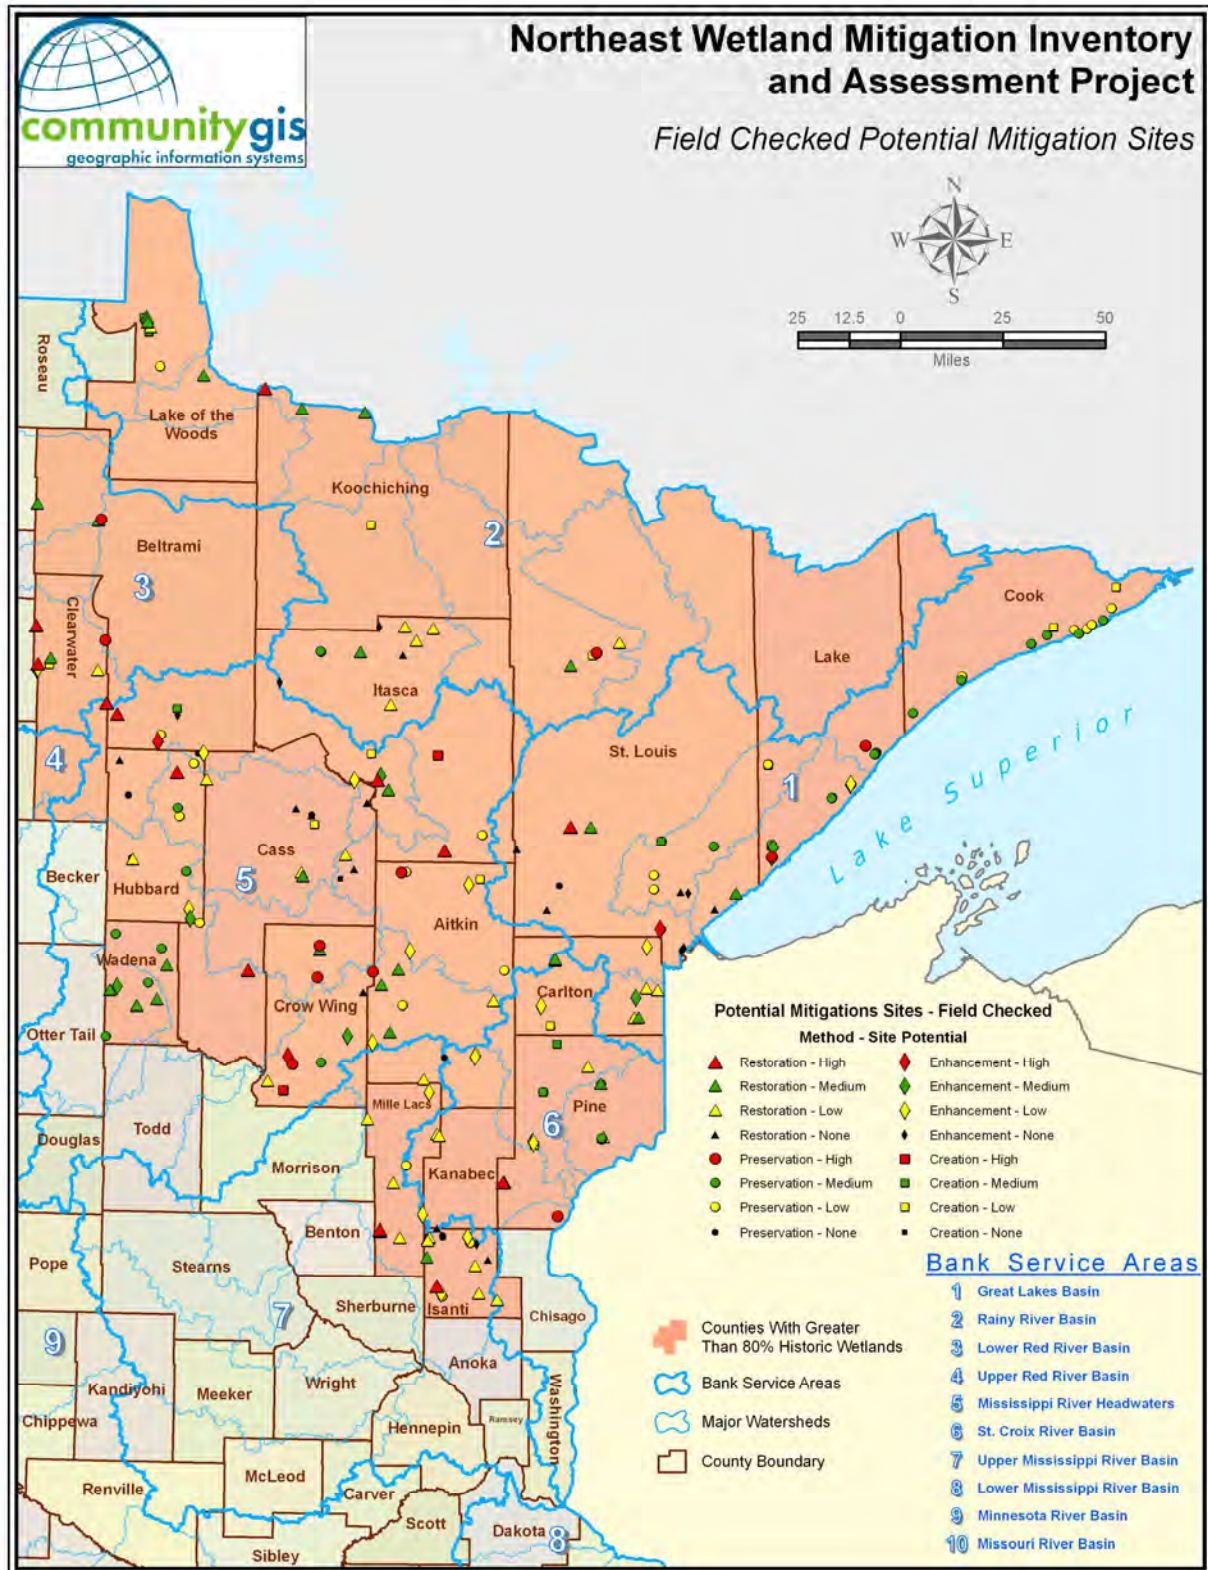 communitygis
geographic information systems
Northeast Wetland Mitigation Inventory
and Assessment Project
Field Checked Potential Mitigation Sites
N
W E
S
25 12.5 0 25 50
Miles
Roseau
Lake of the
Woods
Koochiching
2
Beltrami
3
Clearwater
Cook
Lake
Itasca
St. Louis
4
1
Lake Superior
Cass
5
Becker
Hubbard
Aitkin
Wadena
Carlton
Crow Wing
Otter Tail
Mille Lacs
Pine
6
Todd
Douglas
Morrison
Kanabec
Benton
Pope
Stearns
7
Sherburne
Isanti
Chisago
9
Anoka
Kandiyohi
Meeker
Wright
Washington
Chippewa
Hennepin
Ramsey
McLeod
Renville
Carver
Scott
Dakota
8
Sibley
Potential Mitigations Sites - Field Checked
Method - Site Potential
Restoration - High
Restoration - Medium
Restoration - Low
Restoration - None
Preservation - High
Preservation - Medium
Preservation - Low
Preservation - None
Enhancement - High
Enhancement - Medium
Enhancement - Low
Enhancement - None
Creation - High
Creation - Medium
Creation - Low
Creation - None
Counties With Greater
Than 80% Historic Wetlands
Bank Service Areas
Major Watersheds
County Boundary
Bank Service Areas
1 Great Lakes Basin
2 Rainy River Basin
3 Lower Red River Basin
4 Upper Red River Basin
5 Mississippi River Headwaters
6 St. Croix River Basin
7 Upper Mississippi River Basin
8 Lower Mississippi River Basin
9 Minnesota River Basin
10 Missouri River Basin